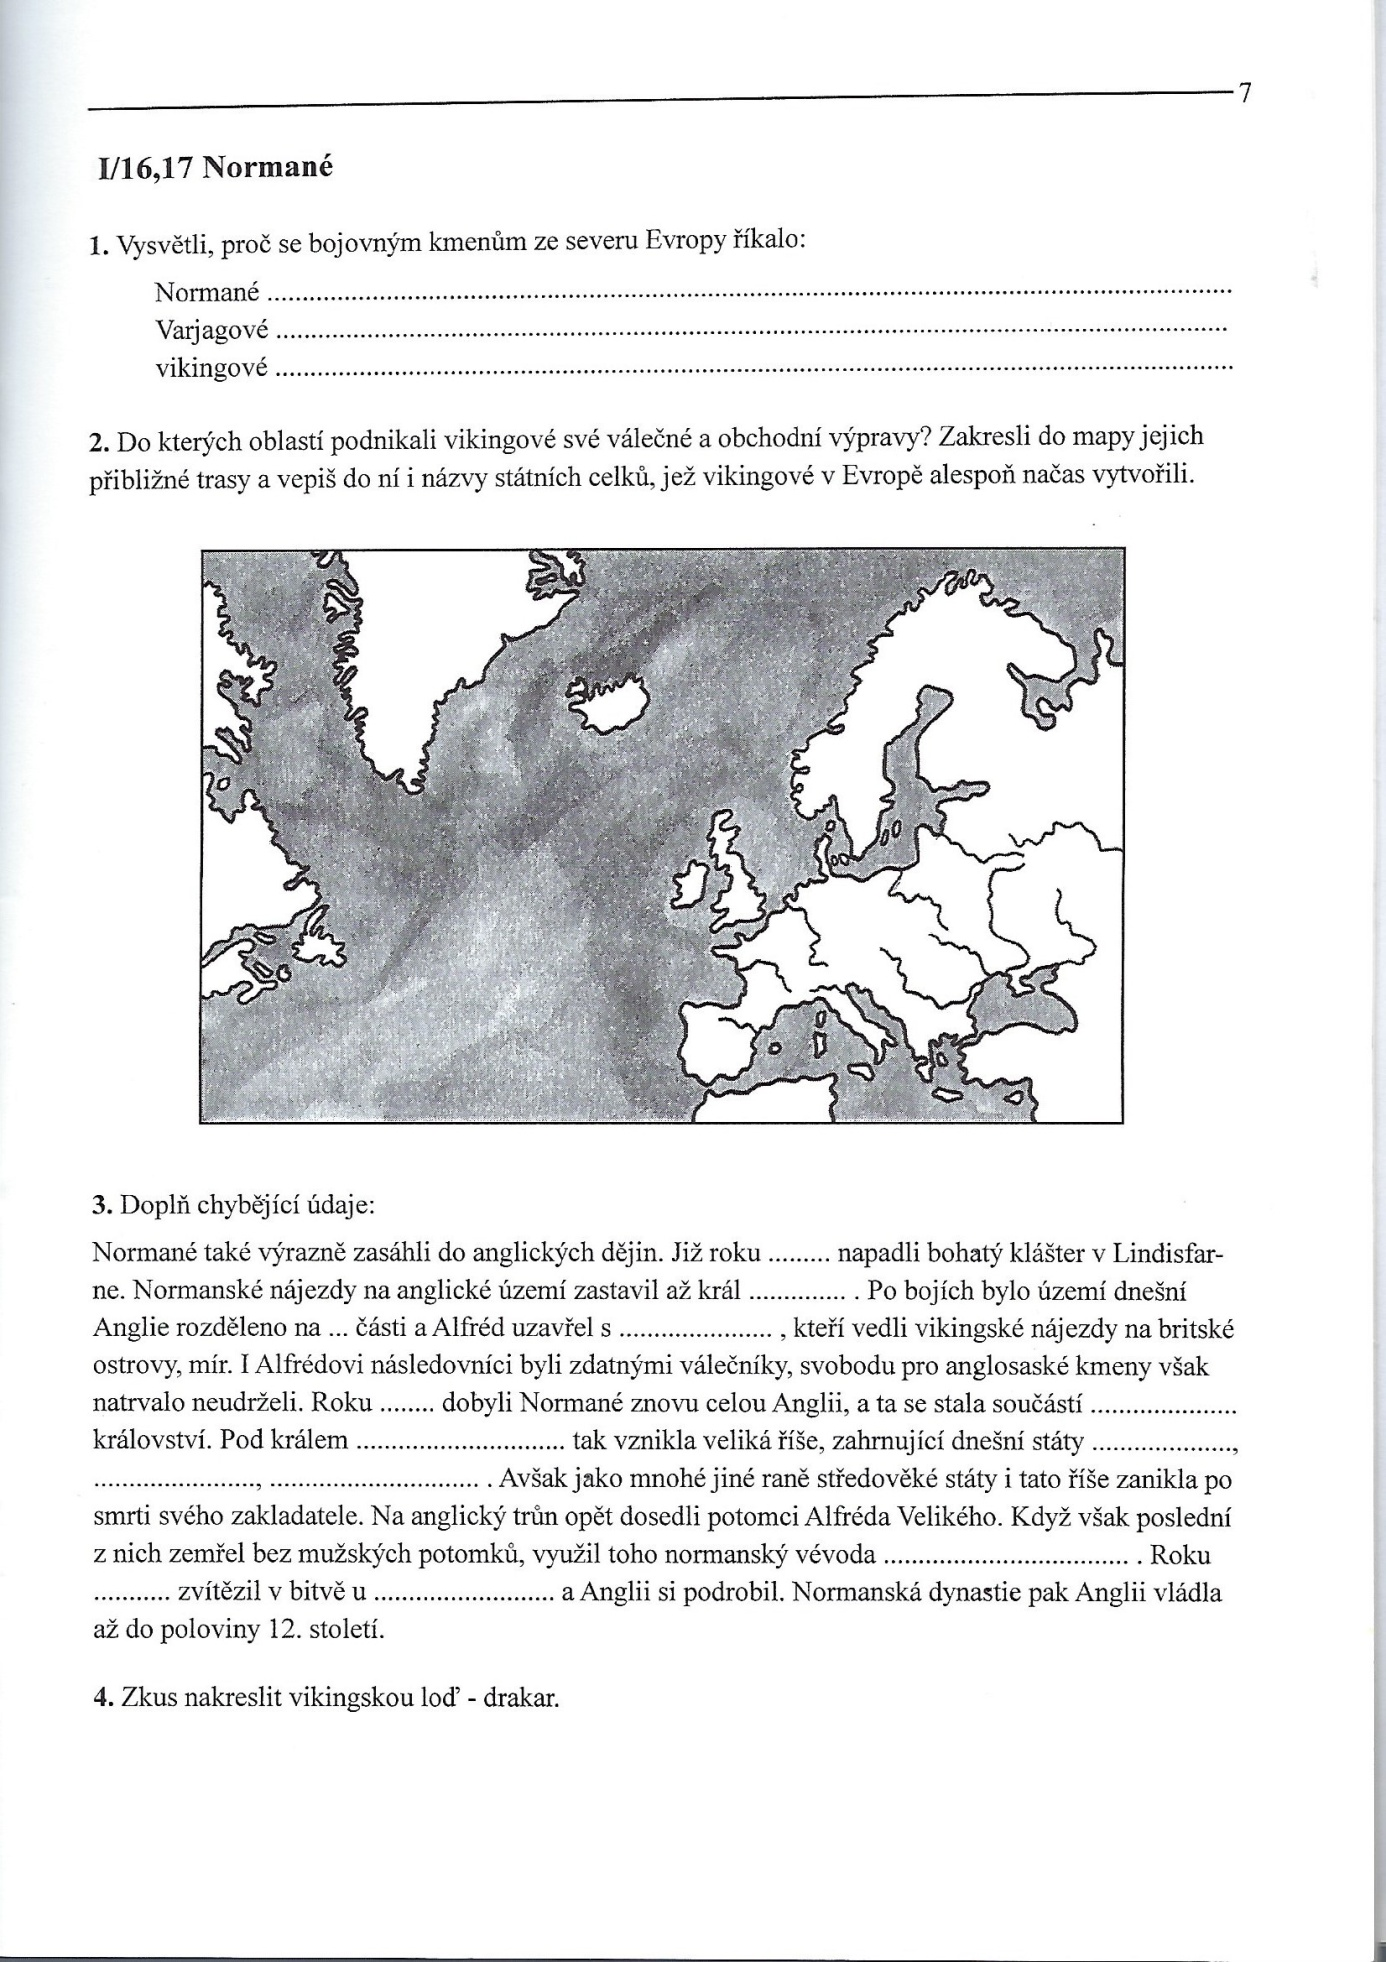 7
I/16,17 Normané
1. Vysvětli, proč se bojovným kmenům ze severu Evropy říkalo:
Normané ................................................................
Varjagové ................................................................
vikingové ................................................................
2. Do kterých oblastí podnikali vikingové své válečné a obchodní výpravy? Zakresli do mapy jejich
přibližné trasy a vepiš do ní i názvy státních celků, jež vikingové v Evropě alespoň načas vytvořili.
3. Doplň chybějící údaje:
Normané také výrazně zasáhli do anglických dějin. Již roku ......... napadli bohatý klášter v Lindisfar-
ne. Normanské nájezdy na anglické území zastavil až král .............. . Po bojích bylo území dnešní
Anglie rozděleno na ... části a Alfréd uzavřel s ...................... , kteří vedli vikingské nájezdy na britské
ostrovy, mír. I Alfrédovi následovníci byli zdatnými válečníky, svobodu pro anglosaské kmeny však
natrvalo neudrželi. Roku ........ dobyli Normané znovu celou Anglii, a ta se stala součástí .....................
království. Pod králem .............................. tak vznikla veliká říše, zahrnující dnešní státy .....................,
........................, .............................. . Avšak jako mnohé jiné raně středověké státy i tato říše zanikla po
smrti svého zakladatele. Na anglický trůn opět dosedli potomci Alfréda Velikého. Když však poslední
z nich zemřel bez mužských potomků, využil toho normanský vévoda ................................... . Roku
........... zvítězil v bitvě u .......................... a Anglii si podrobil. Normanská dynastie pak Anglii vládla
až do poloviny 12. století.
4. Zkus nakreslit vikingskou loď - drakar.